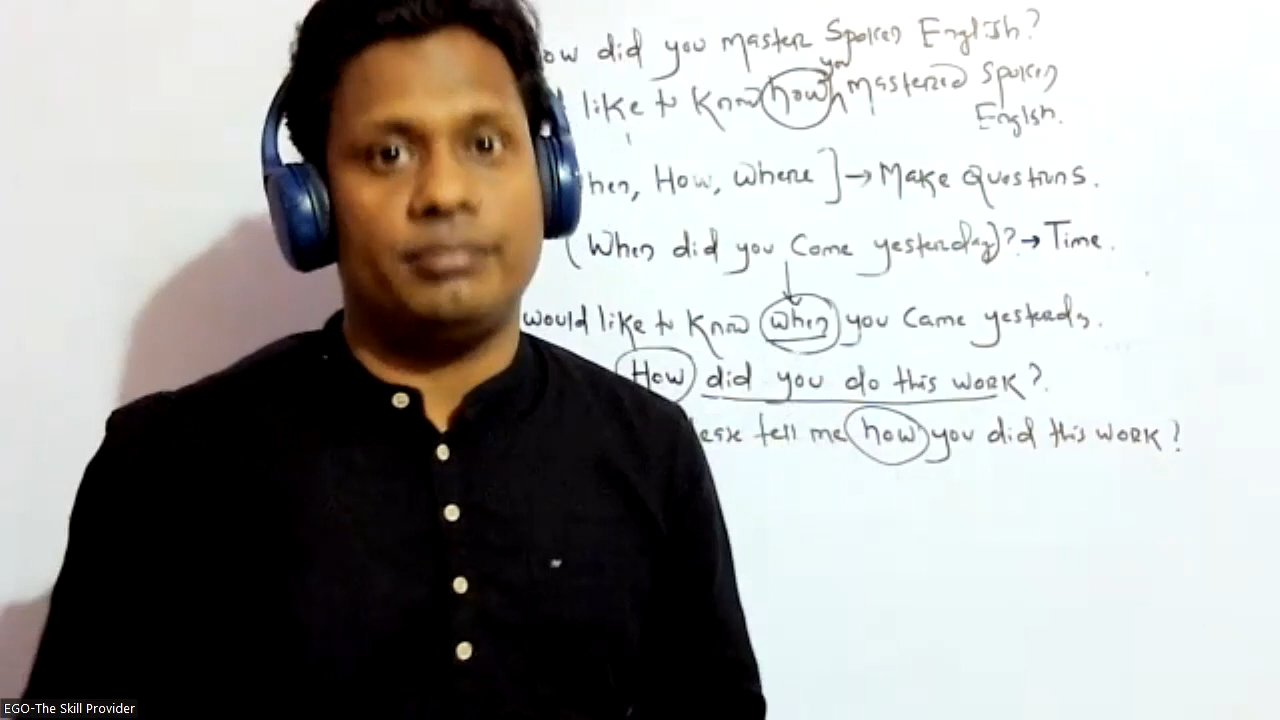 ow did you master Spoken English?
like to know how you mastered Spoken
English.
hen, How, Where ] → Make Questions.
(When did you Come yesterday)? → Time.
would like to know when you Came yesterday.
How did you do this work?
ease tell me how you did this work?
EGO-The Skill Provider